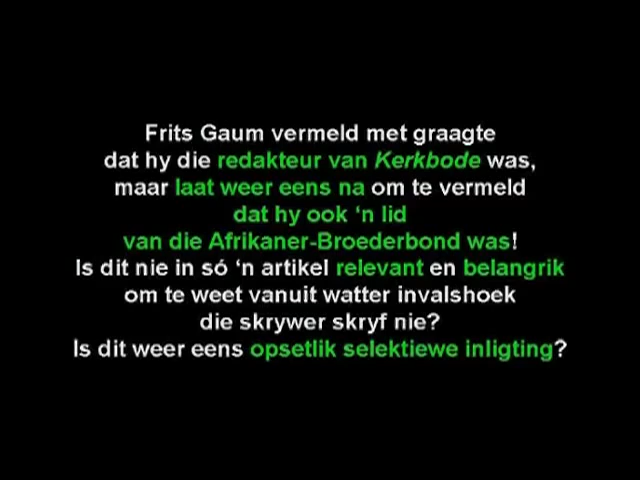 Frits Gaum vermeld met graagte
dat hy die redakteur van Kerkbode was,
maar laat weer eens na om te vermeld
dat hy ook ‘n lid
van die Afrikaner-Broederbond was!
Is dit nie in só ‘n artikel relevant en belangrik
om te weet vanuit watter invalshoek
die skrywer skryf nie?
Is dit weer eens opsetlik selektiewe inligting?